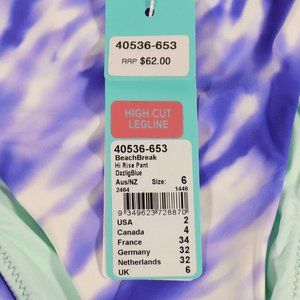 40536-653
RRP $62.00
HIGH CUT
LEGLINE
40536-653
BeachBreak
Hi Rise Pant
DazlgBlue
Aus/NZ Size: 6
2464 1446
9 349623 728870
USA 2
Canada 4
France 34
Germany 32
Netherlands 32
UK 6